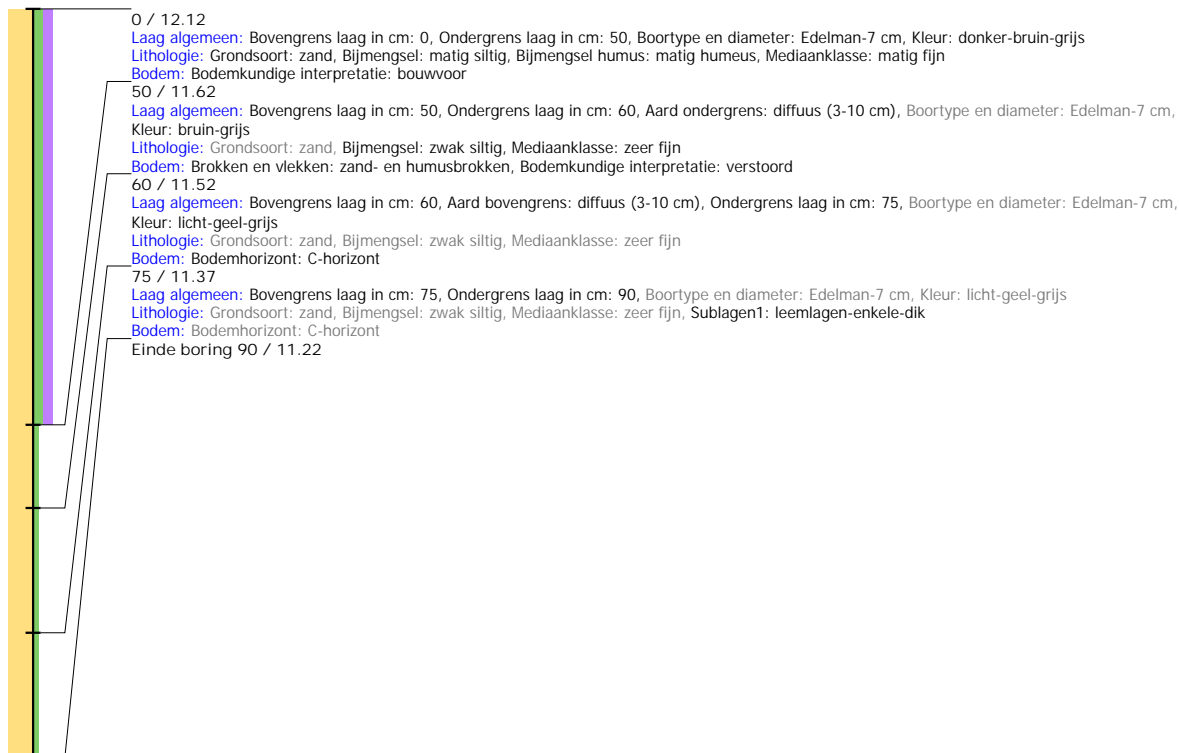 0 / 12.12
Laag algemeen: Bovengrens laag in cm: 0, Ondergrens laag in cm: 50, Boortype en diameter: Edelman-7 cm, Kleur: donker-bruin-grijs
Lithologie: Grondsoort: zand, Bijmengsel: matig siltig, Bijmengsel humus: matig humeus, Mediaanklasse: matig fijn
Bodem: Bodemkundige interpretatie: bouwvoor
50 / 11.62
Laag algemeen: Bovengrens laag in cm: 50, Ondergrens laag in cm: 60, Aard ondergrens: diffuus (3-10 cm), Boortype en diameter: Edelman-7 cm,
Kleur: bruin-grijs
Lithologie: Grondsoort: zand, Bijmengsel: zwak siltig, Mediaanklasse: zeer fijn
Bodem: Brokken en vlekken: zand- en humusbrokken, Bodemkundige interpretatie: verstoord
60 / 11.52
Laag algemeen: Bovengrens laag in cm: 60, Aard bovengrens: diffuus (3-10 cm), Ondergrens laag in cm: 75, Boortype en diameter: Edelman-7 cm,
Kleur: licht-geel-grijs
Lithologie: Grondsoort: zand, Bijmengsel: zwak siltig, Mediaanklasse: zeer fijn
Bodem: Bodemhorizont: C-horizont
75 / 11.37
Laag algemeen: Bovengrens laag in cm: 75, Ondergrens laag in cm: 90, Boortype en diameter: Edelman-7 cm, Kleur: licht-geel-grijs
Lithologie: Grondsoort: zand, Bijmengsel: zwak siltig, Mediaanklasse: zeer fijn, Sublagen1: leemlagen-enkele-dik
Bodem: Bodemhorizont: C-horizont
Einde boring 90 / 11.22